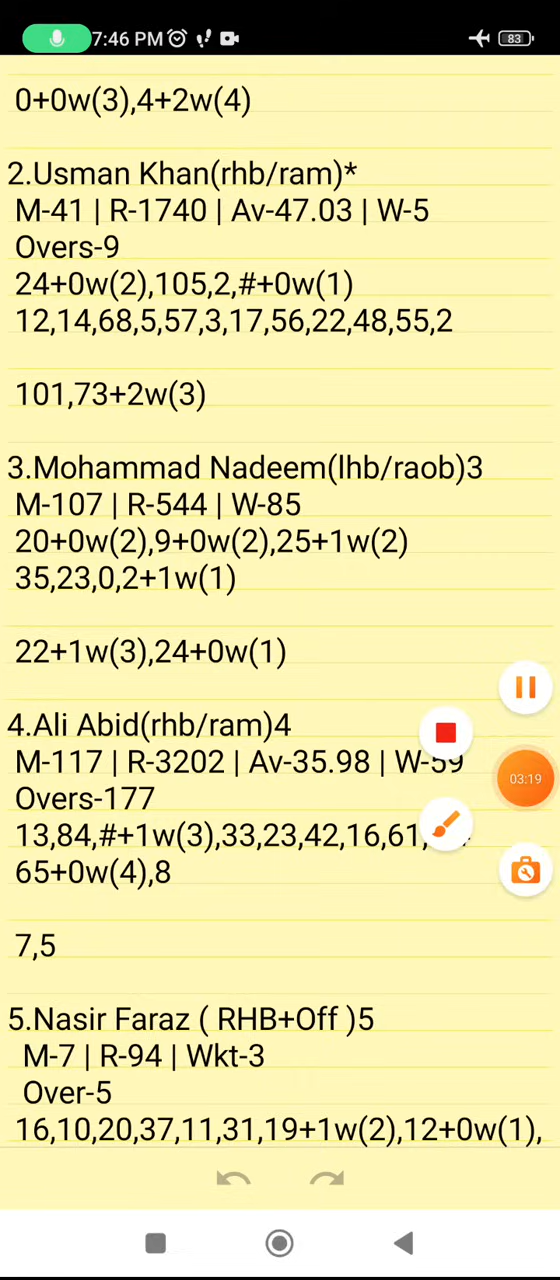 7:46 PM
83
0+0w(3),4+2w(4)
2.Usman Khan(rhb/ram)*
M-41 | R-1740 | Av-47.03 | W-5
Overs-9
24+0w(2),105,2,#+0w(1)
12,14,68,5,57,3,17,56,22,48,55,2
101,73+2w(3)
3.Mohammad Nadeem(lhb/raob)3
M-107 | R-544 | W-85
20+0w(2),9+0w(2),25+1w(2)
35,23,0,2+1w(1)
22+1w(3),24+0w(1)
4.Ali Abid(rhb/ram)4
M-117 | R-3202 | Av-35.98 | W-59
03:19
Overs-177
13,84,#+1w(3),33,23,42,16,61,
65+0w(4),8
7,5
5.Nasir Faraz ( RHB+Off )5
M-7 | R-94 | Wkt-3
Over-5
16,10,20,37,11,31,19+1w(2),12+0w(1),